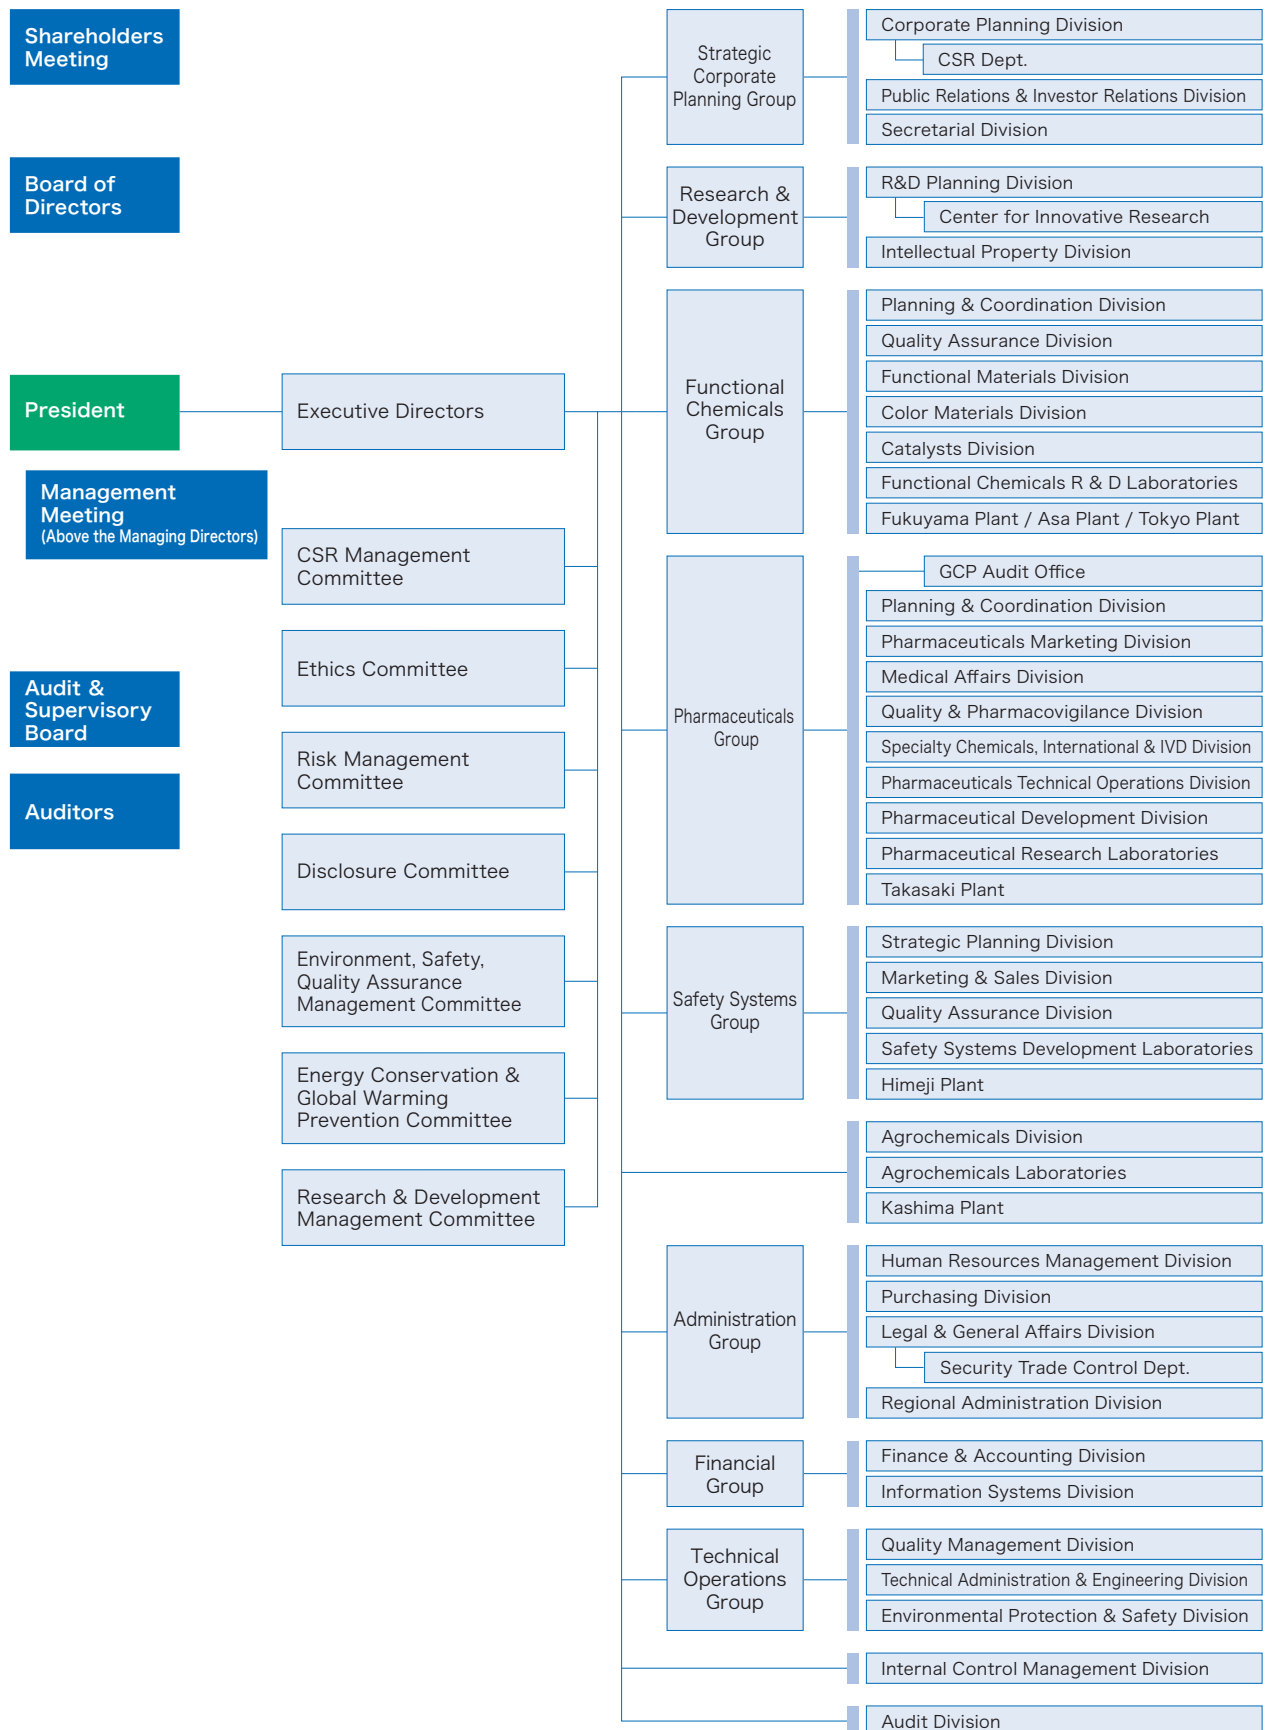 Shareholders
Meeting
Board of
Directors
President
Management
Meeting
(Above the Managing Directors)
Audit &
Supervisory
Board
Auditors
Executive Directors
CSR Management
Committee
Ethics Committee
Risk Management
Committee
Disclosure Committee
Environment, Safety,
Quality Assurance
Management Committee
Energy Conservation &
Global Warming
Prevention Committee
Research & Development
Management Committee
Strategic
Corporate
Planning Group
Corporate Planning Division
CSR Dept.
Public Relations & Investor Relations Division
Secretarial Division
Research &
Development
Group
R&D Planning Division
Center for Innovative Research
Intellectual Property Division
Functional
Chemicals
Group
Planning & Coordination Division
Quality Assurance Division
Functional Materials Division
Color Materials Division
Catalysts Division
Functional Chemicals R & D Laboratories
Fukuyama Plant / Asa Plant / Tokyo Plant
Pharmaceuticals
Group
GCP Audit Office
Planning & Coordination Division
Pharmaceuticals Marketing Division
Medical Affairs Division
Quality & Pharmacovigilance Division
Specialty Chemicals, International & IVD Division
Pharmaceuticals Technical Operations Division
Pharmaceutical Development Division
Pharmaceutical Research Laboratories
Takasaki Plant
Safety Systems
Group
Strategic Planning Division
Marketing & Sales Division
Quality Assurance Division
Safety Systems Development Laboratories
Himeji Plant
Agrochemicals Division
Agrochemicals Laboratories
Kashima Plant
Administration
Group
Human Resources Management Division
Purchasing Division
Legal & General Affairs Division
Security Trade Control Dept.
Regional Administration Division
Financial
Group
Finance & Accounting Division
Information Systems Division
Technical
Operations
Group
Quality Management Division
Technical Administration & Engineering Division
Environmental Protection & Safety Division
Internal Control Management Division
Audit Division